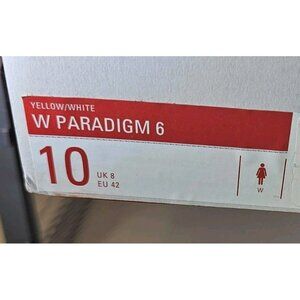 YELLOW/WHITE
W PARADIGM 6
10
UK 8
EU 42
W